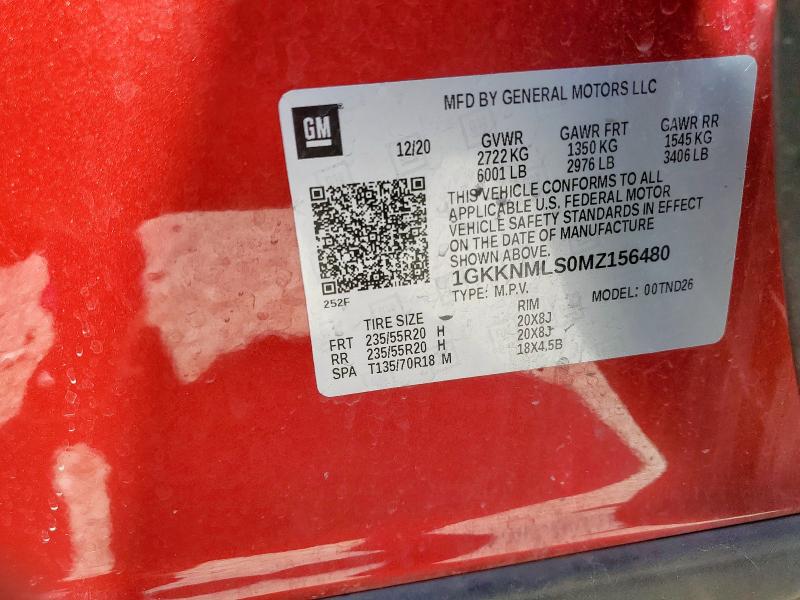 MFD BY GENERAL MOTORS LLC
GM
12/20 GVWR GAWR FRT GAWR RR
2722 KG 1350 KG 1545 KG
6001 LB 2976 LB 3406 LB
THIS VEHICLE CONFORMS TO ALL
APPLICABLE U.S. FEDERAL MOTOR
VEHICLE SAFETY STANDARDS IN EFFECT
ON THE DATE OF MANUFACTURE
SHOWN ABOVE.
1GKKNMLS0MZ156480
252F
TYPE: M.P.V. MODEL: 00TND26
TIRE SIZE RIM
FRT 235/55R20 H 20X8J
RR 235/55R20 H 20X8J
SPA T135/70R18 M 18X4.5B